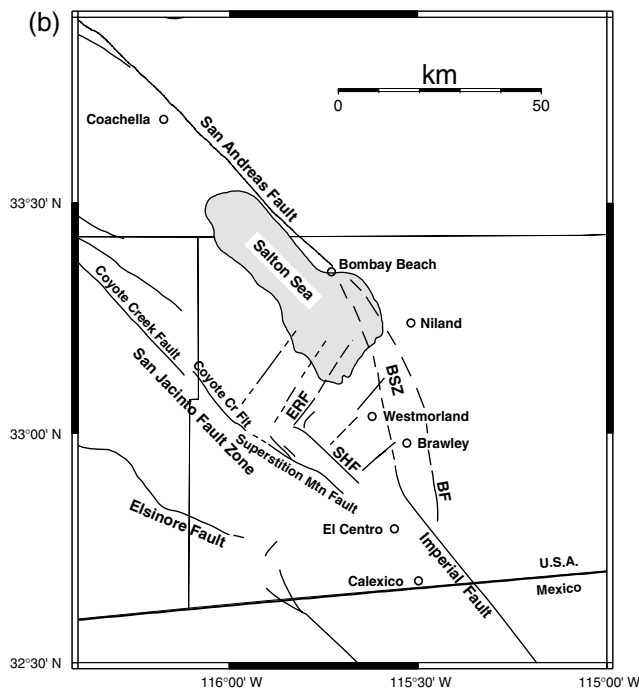 (b)
km
0
50
Coachella
San Andreas Fault
33°30' N
Salton Sea
Bombay Beach
Coyote Creek Fault
Niland
San Jacinto Fault Zone
Coyote Cr Flt
BSZ
ERF
Westmorland
33°00' N
Brawley
SHF
Superstition Mtn Fault
BF
Elsinore Fault
El Centro
Imperial Fault
U.S.A.
Calexico
Mexico
32°30' N
116°00' W
115°30' W
115°00' W